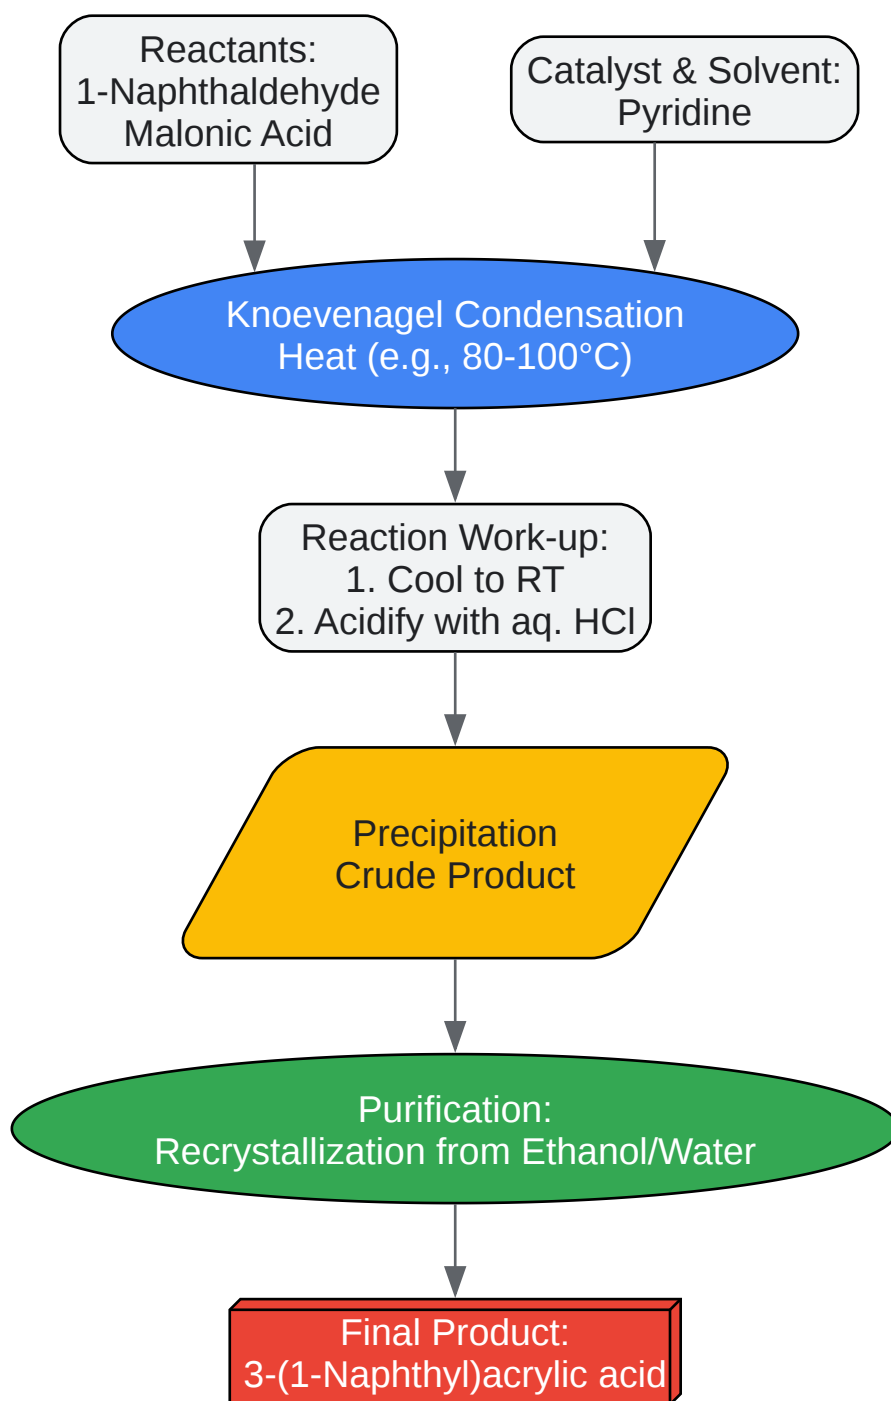 Reactants:
1-Naphthaldehyde
Malonic Acid
Catalyst & Solvent:
Pyridine
Knoevenagel Condensation
Heat (e.g., 80-100°C)
Reaction Work-up:
1. Cool to RT
2. Acidify with aq. HCl
Precipitation
Crude Product
Purification:
Recrystallization from Ethanol/Water
Final Product:
3-(1-Naphthyl)acrylic acid